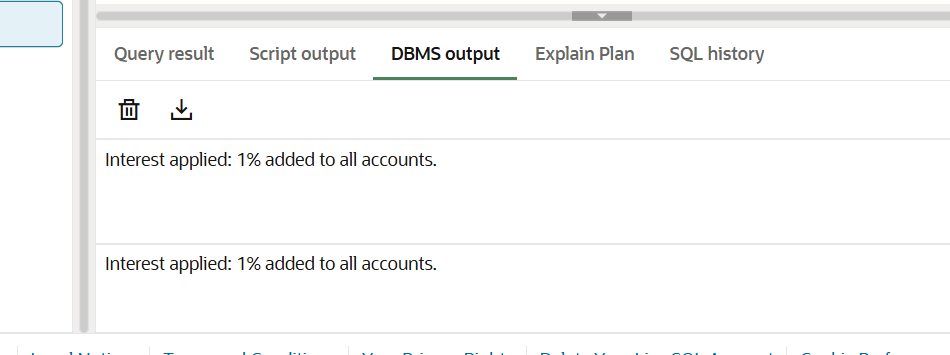 Query result Script output DBMS output Explain Plan SQL history
Interest applied: 1% added to all accounts.
Interest applied: 1% added to all accounts.